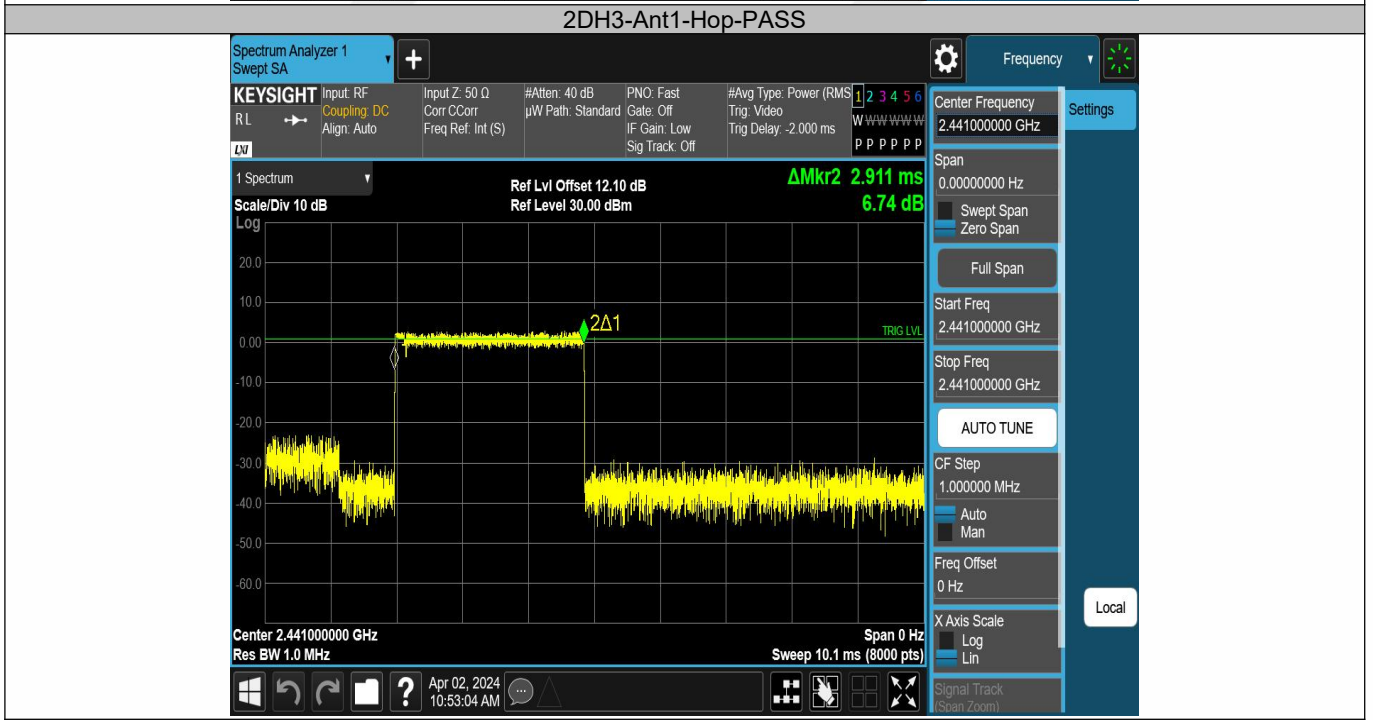 2DH3-Ant1-Hop-PASS
Spectrum Analyzer 1
Swept SA
+
Frequency
KEYSIGHT
RL
LXI
Input: RF
Coupling: DC
Align: Auto
Input Z: 50 Ω
Corr CCorr
Freq Ref: Int (S)
#Atten: 40 dB
µW Path: Standard
PNO: Fast
Gate: Off
IF Gain: Low
Sig Track: Off
#Avg Type: Power (RMS
Trig: Video
Trig Delay: -2.000 ms
1 2 3 4 5 6
W W W W W W
P P P P P P
1 Spectrum
Scale/Div 10 dB
Log
Ref Lvl Offset 12.10 dB
Ref Level 30.00 dBm
ΔMkr2 2.911 ms
6.74 dB
20.0
10.0
0.00
-10.0
-20.0
-30.0
-40.0
-50.0
-60.0
2Δ1
TRIG LVL
Center 2.441000000 GHz
Res BW 1.0 MHz
Span 0 Hz
Sweep 10.1 ms (8000 pts)
Center Frequency
2.441000000 GHz
Settings
Span
0.00000000 Hz
Swept Span
Zero Span
Full Span
Start Freq
2.441000000 GHz
Stop Freq
2.441000000 GHz
AUTO TUNE
CF Step
1.000000 MHz
Auto
Man
Freq Offset
0 Hz
X Axis Scale
Log
Lin
Signal Track
(Span Zoom)
Local
?
Apr 02, 2024
10:53:04 AM